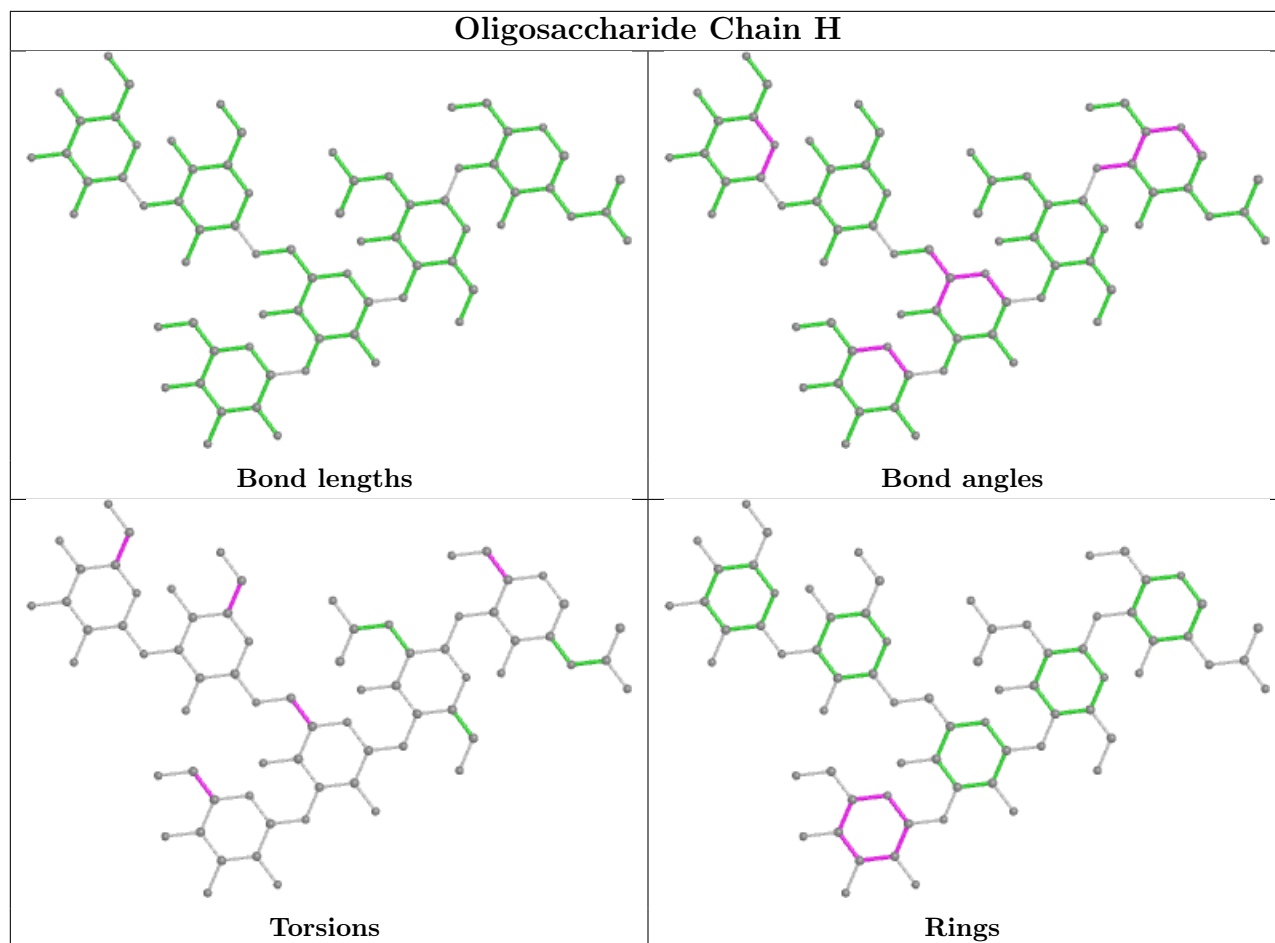 Oligosaccharide Chain H
Bond lengths
Bond angles
Torsions
Rings